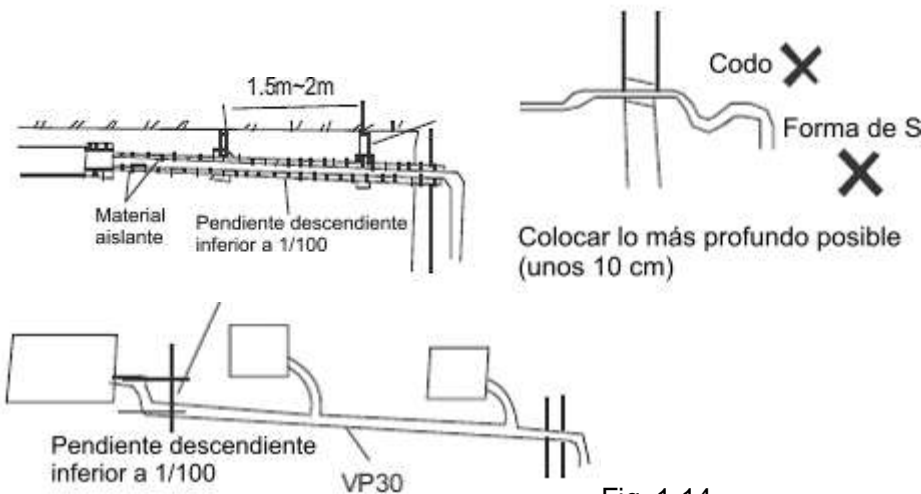 1.5m~2m
Material
aislante
Pendiente descendiente
inferior a 1/100
Codo
Forma de S
Colocar lo más profundo posible
(unos 10 cm)
Pendiente descendiente
inferior a 1/100
VP30
Fig. 1-14